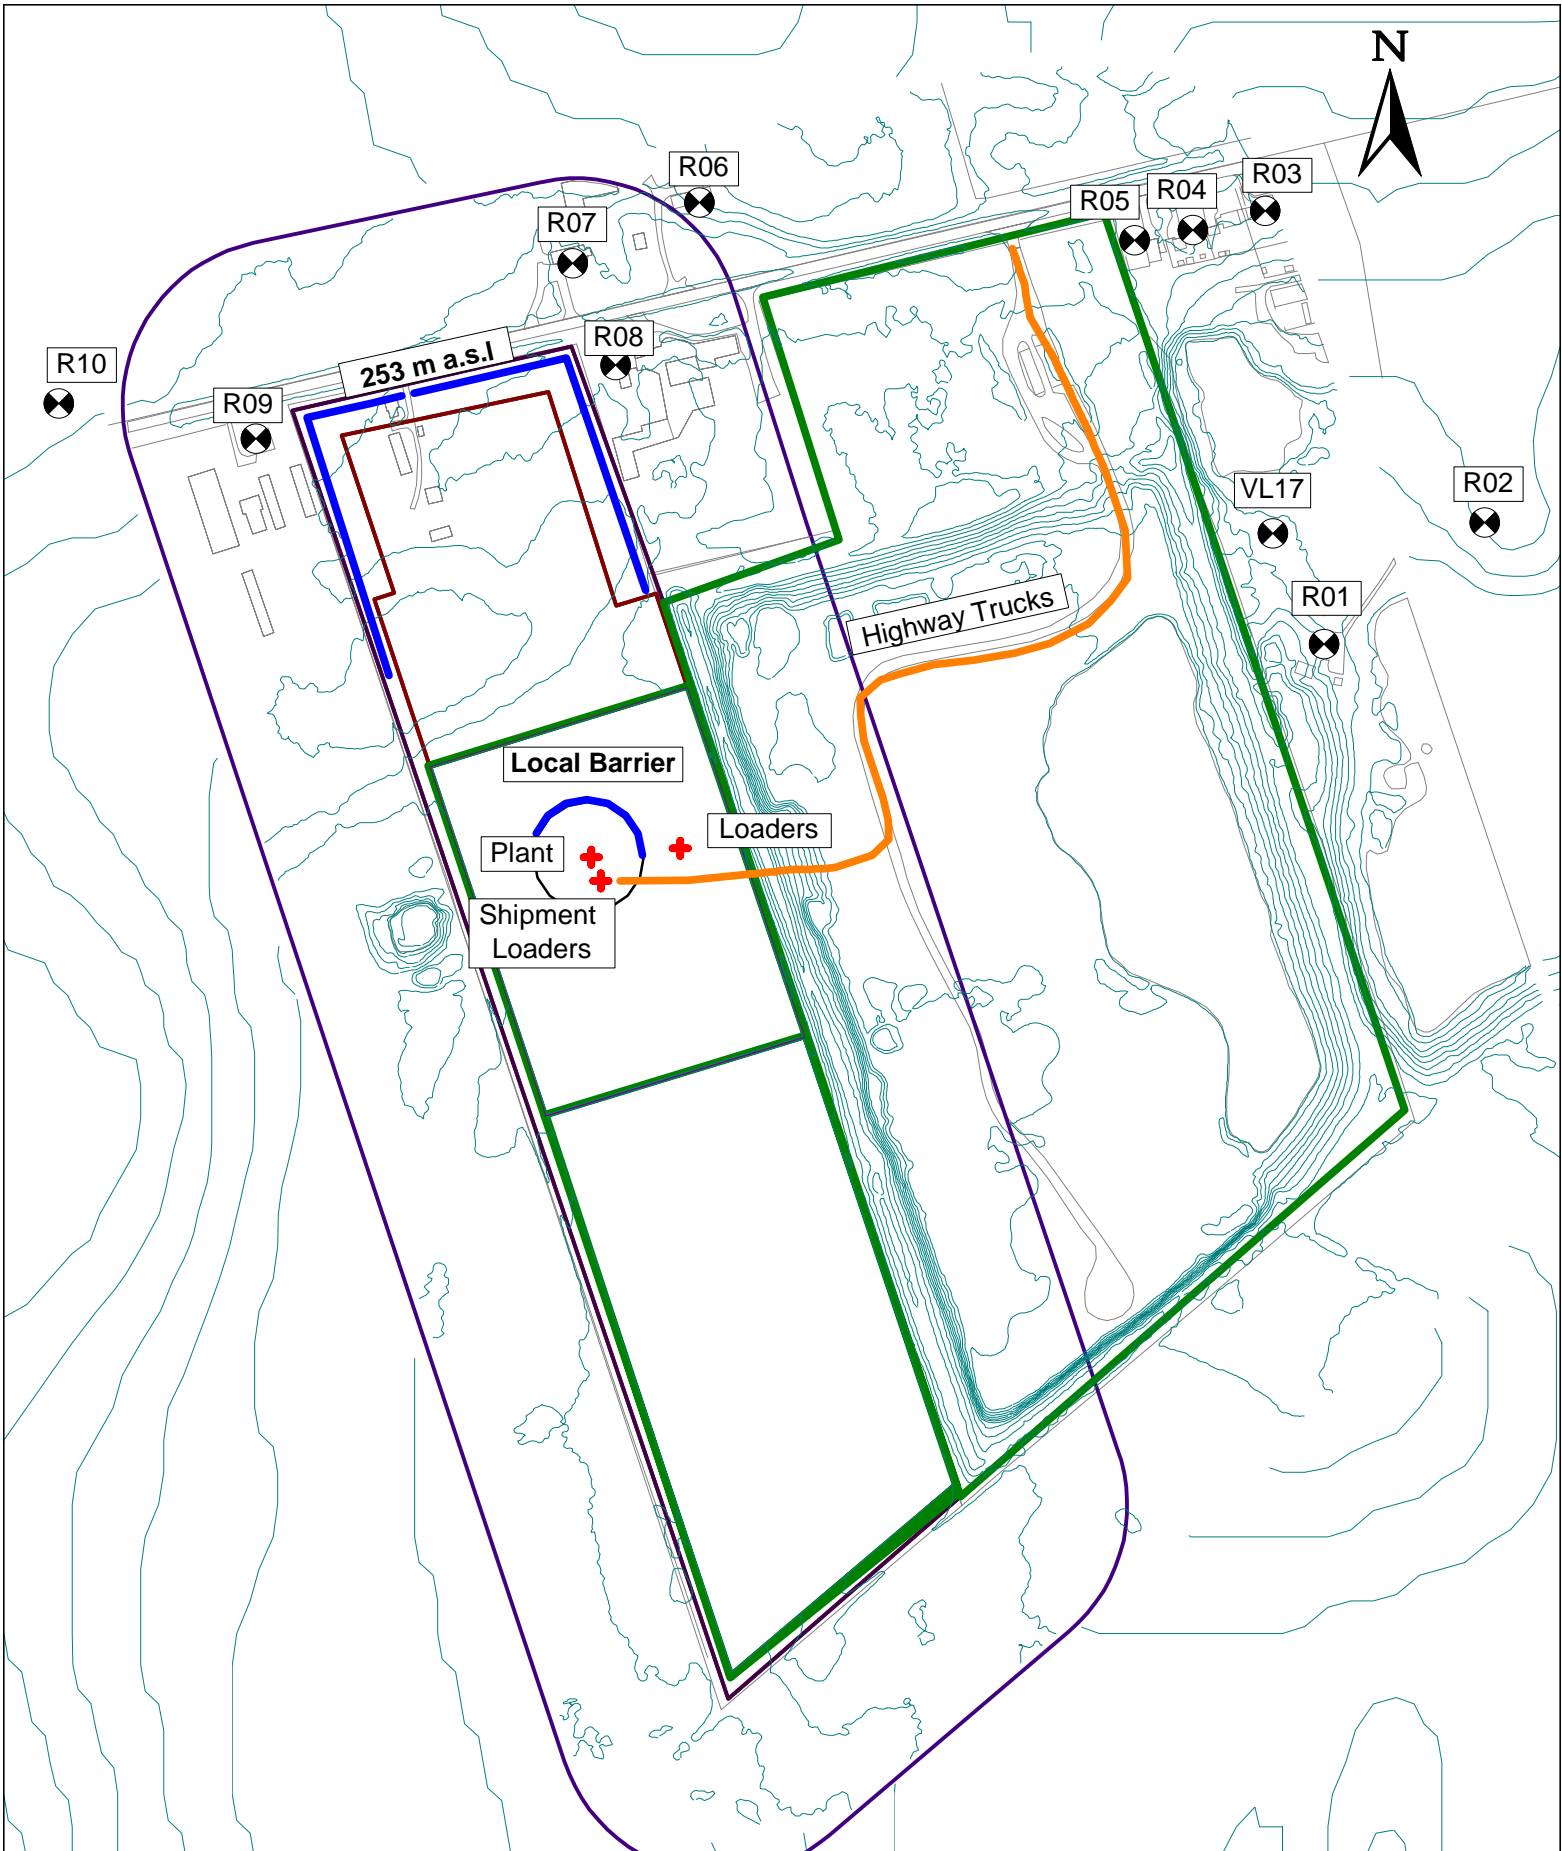 N
R06
R03
R04
R05
R07
R08
253 m a.s.l
R10
R09
R02
VL17
R01
Highway Trucks
Local Barrier
Loaders
Plant
Shipment
Loaders